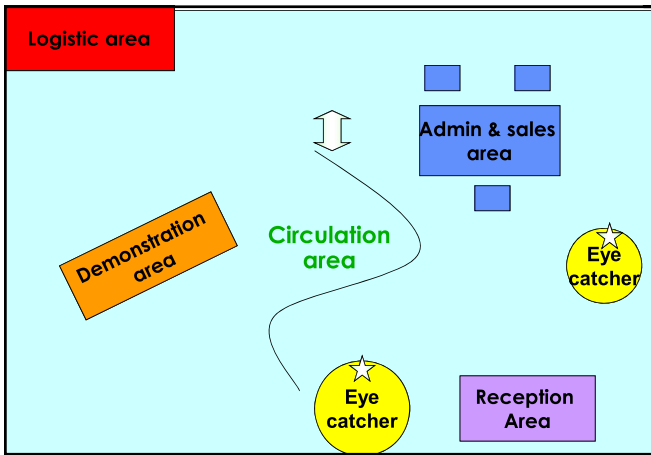 Logistic area
Admin & sales
area
Demonstration
area
Circulation
area
Eye
catcher
Eye
catcher
Reception
Area